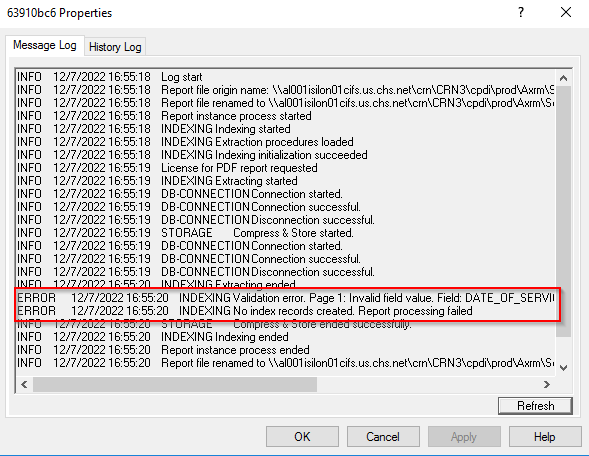 63910bc6 Properties
Message Log
History Log
INFO 12/7/2022 16:55:18 Log start
INFO 12/7/2022 16:55:18 Report file origin name: \\al001isilon01cifs.us.chs.net\crn\CRN3\cpdi\prod\Axrm\S
INFO 12/7/2022 16:55:18 Report file renamed to \\al001isilon01cifs.us.chs.net\crn\CRN3\cpdi\prod\Axrm\Se
INFO 12/7/2022 16:55:18 Report instance process started
INFO 12/7/2022 16:55:18 INDEXING Indexing started
INFO 12/7/2022 16:55:18 INDEXING Extraction procedures loaded
INFO 12/7/2022 16:55:18 INDEXING Indexing initialization succeeded
INFO 12/7/2022 16:55:19 License for PDF report requested
INFO 12/7/2022 16:55:19 INDEXING Extracting started
INFO 12/7/2022 16:55:19 DB-CONNECTION Connection started.
INFO 12/7/2022 16:55:19 DB-CONNECTION Connection successful.
INFO 12/7/2022 16:55:19 DB-CONNECTION Disconnection successful.
INFO 12/7/2022 16:55:19 STORAGE Compress & Store started.
INFO 12/7/2022 16:55:19 DB-CONNECTION Connection started.
INFO 12/7/2022 16:55:19 DB-CONNECTION Connection successful.
INFO 12/7/2022 16:55:19 DB-CONNECTION Disconnection successful.
INFO 12/7/2022 16:55:20 INDEXING Extracting ended
ERROR 12/7/2022 16:55:20 INDEXING Validation error. Page 1: Invalid field value. Field: DATE_OF_SERVI
ERROR 12/7/2022 16:55:20 INDEXING No index records created. Report processing failed
INFO 12/7/2022 16:55:20 STORAGE Compress & Store ended successfully.
INFO 12/7/2022 16:55:20 INDEXING Indexing ended
INFO 12/7/2022 16:55:20 Report instance process ended
INFO 12/7/2022 16:55:20 Report file renamed to \\al001isilon01cifs.us.chs.net\crn\CRN3\cpdi\prod\Axrm\Se
Refresh
OK
Cancel
Apply
Help